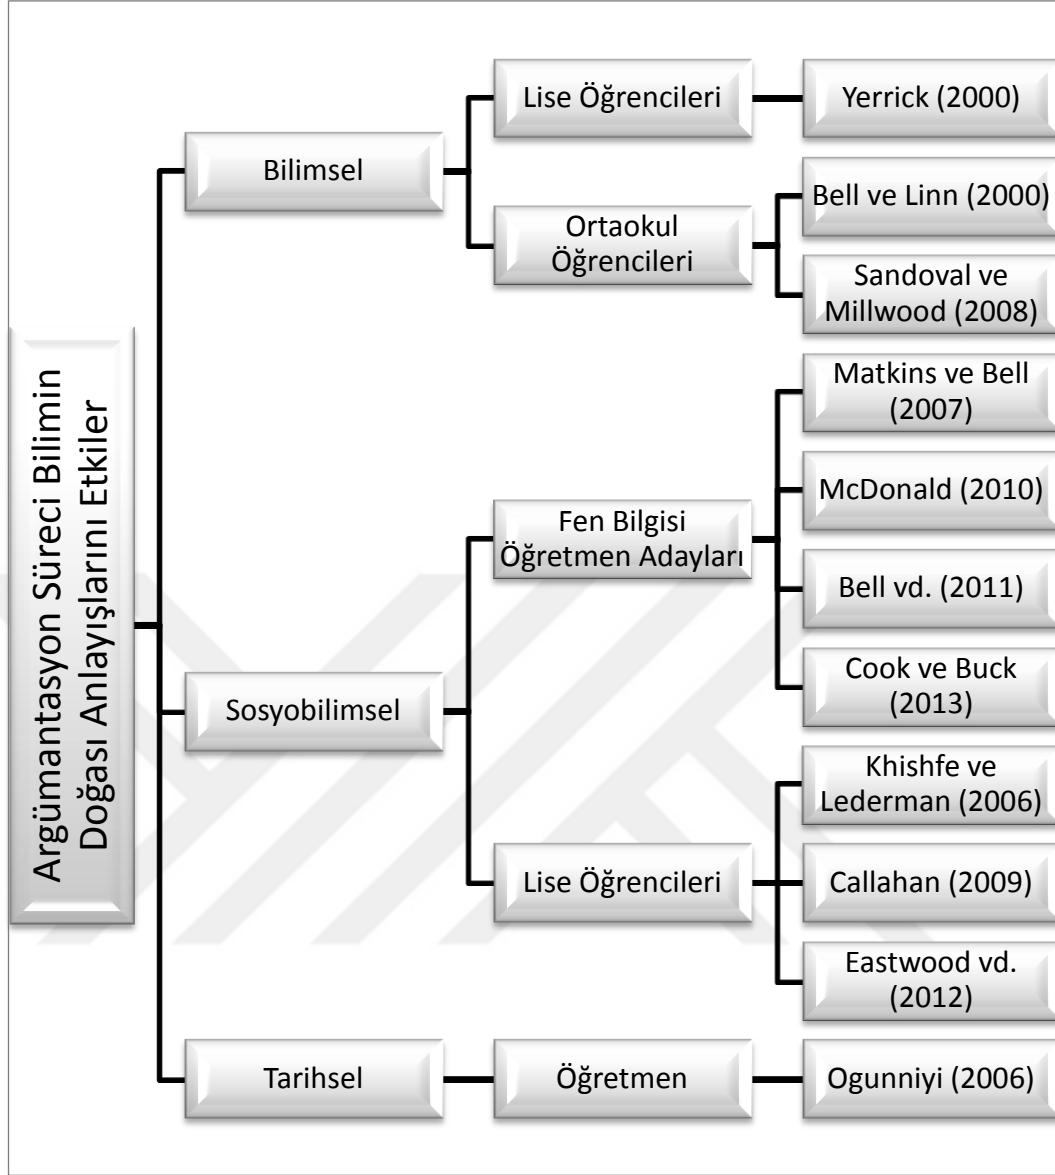 Argümantasyon Süreci Bilimin
Doğası Anlayışlarını Etkiler
Bilimsel
Lise Öğrencileri
Yerrick (2000)
Ortaokul
Öğrencileri
Bell ve Linn (2000)
Sandoval ve
Millwood (2008)
Sosyobilimsel
Fen Bilgisi
Öğretmen Adayları
Matkins ve Bell
(2007)
McDonald (2010)
Bell vd. (2011)
Cook ve Buck
(2013)
Lise Öğrencileri
Khishfe ve
Lederman (2006)
Callahan (2009)
Eastwood vd.
(2012)
Tarihsel
Öğretmen
Ogunniyi (2006)